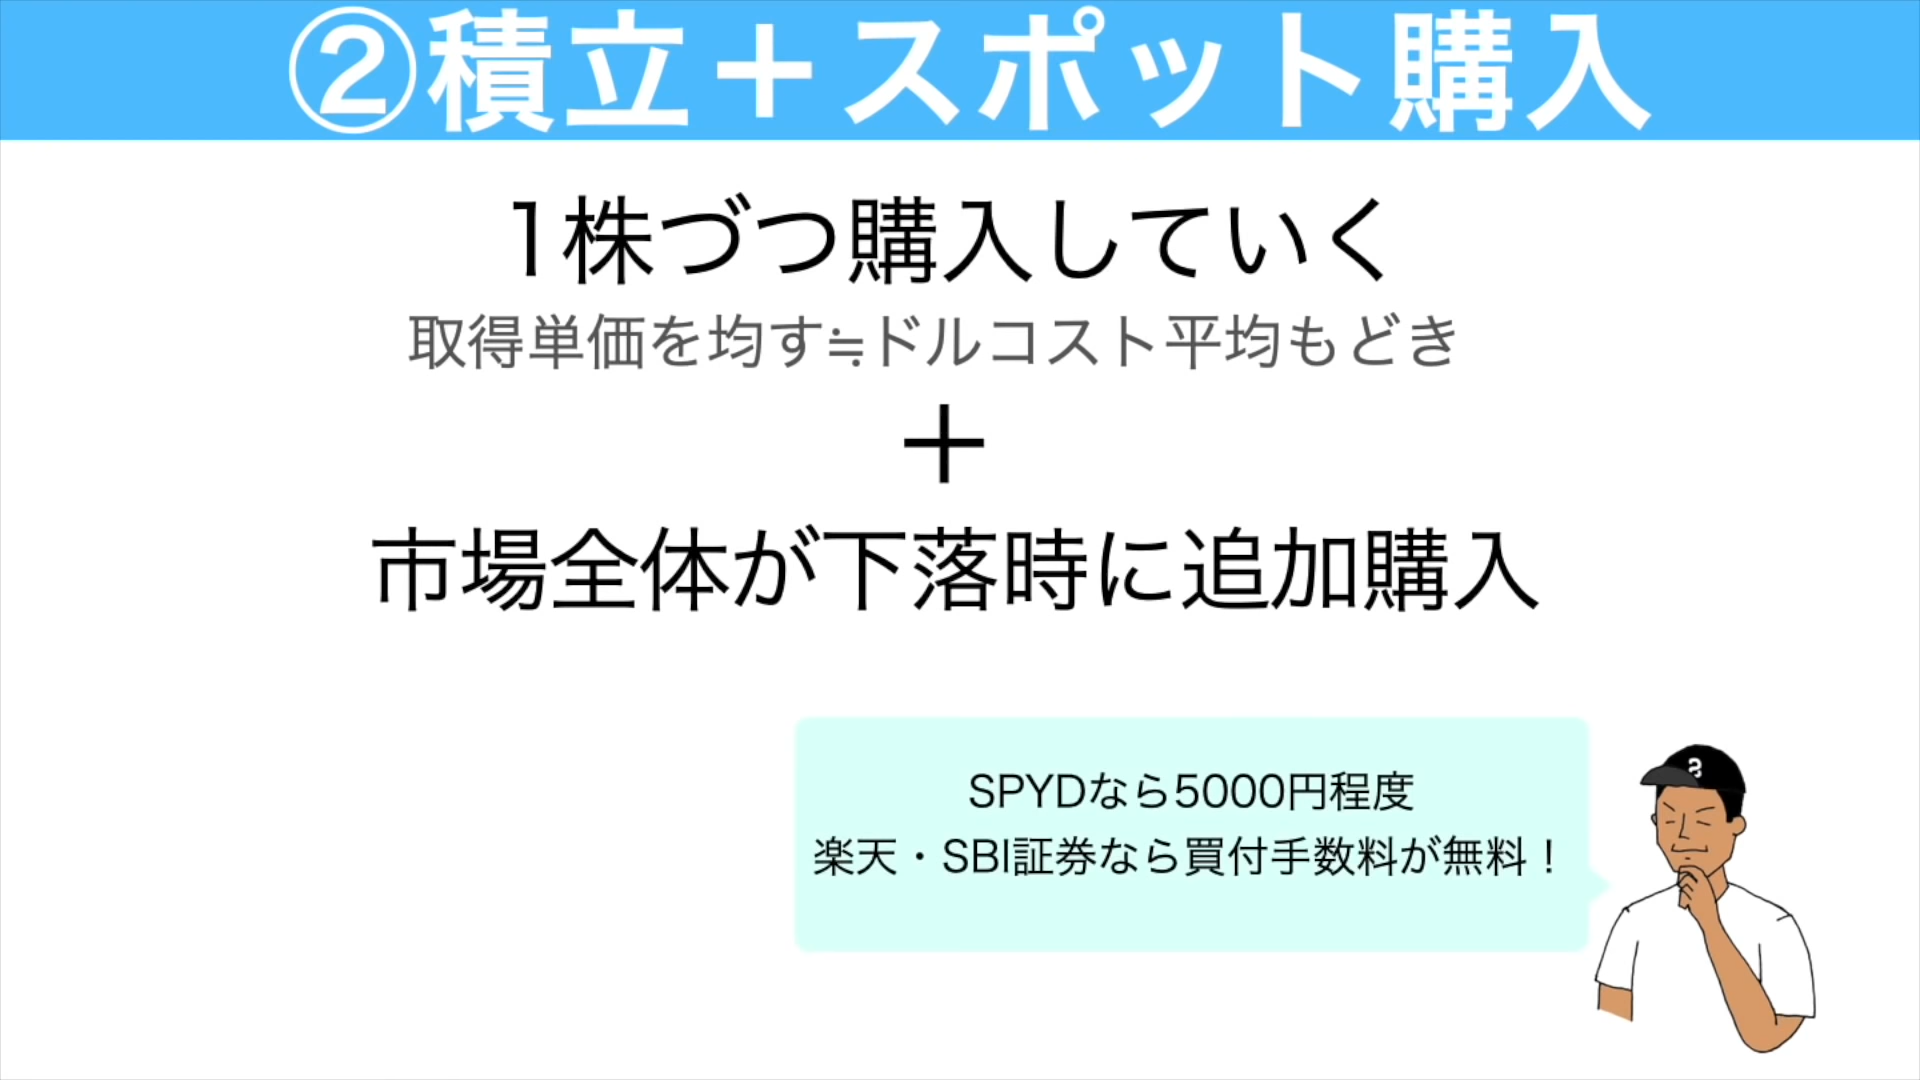 ②積立＋スポット購入
1株づつ購入していく
取得単価を均す≒ドルコスト平均もどき
＋
市場全体が下落時に追加購入
SPYDなら5000円程度
楽天・SBI証券なら買付手数料が無料！